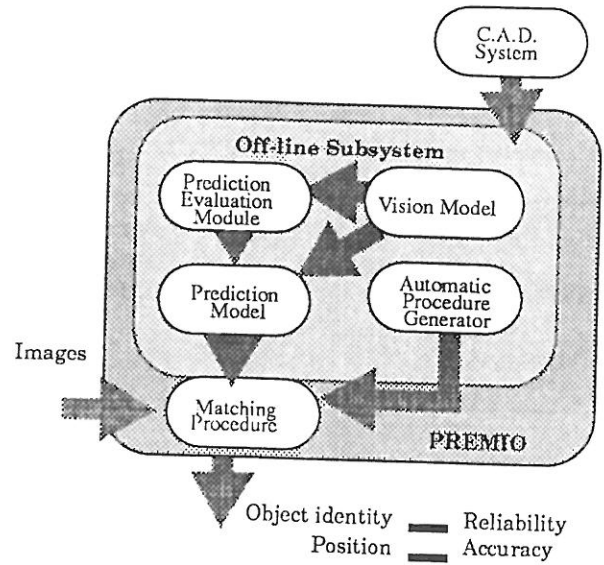 C.A.D.
System
Off-line Subsystem
Prediction
Evaluation
Module
Vision Model
Prediction
Model
Automatic
Procedure
Generator
Images
Matching
Procedure
PREMIO
Object identity Reliability
Position Accuracy